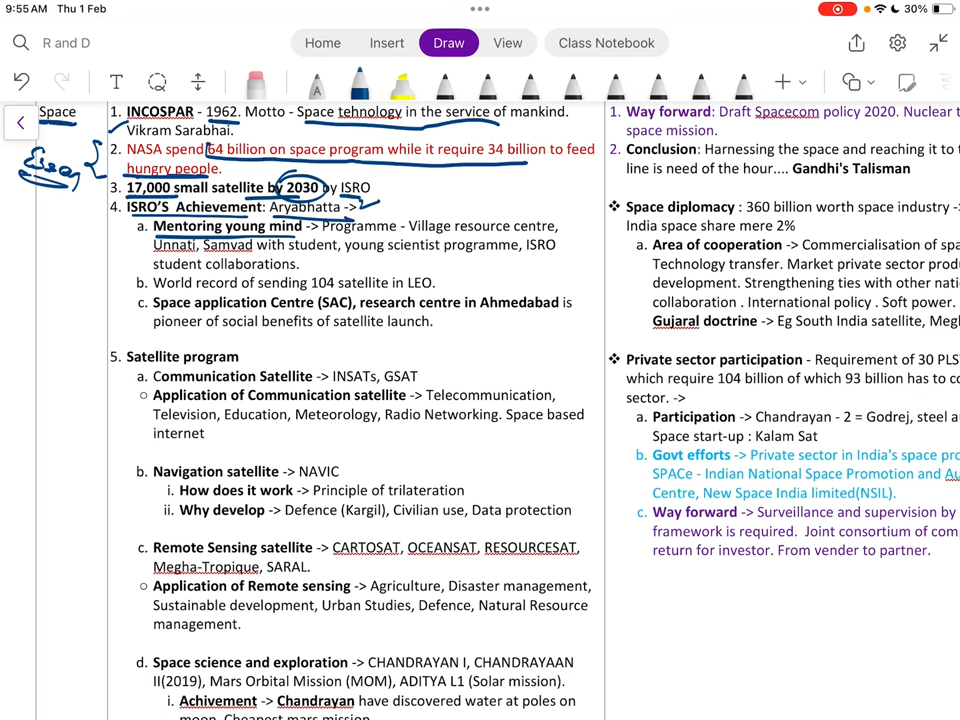 9:55 AM Thu 1 Feb
30%
R and D
Home Insert Draw View Class Notebook
T
A
Space
Essay
1. INCOSPAR - 1962. Motto - Space tehnology in the service of mankind.
Vikram Sarabhai.
2. NASA spend 64 billion on space program while it require 34 billion to feed
hungry people.
3. 17,000 small satellite by 2030 by ISRO
4. ISRO'S Achievement: Aryabhatta ->
a. Mentoring young mind -> Programme - Village resource centre,
Unnati, Samvad with student, young scientist programme, ISRO
student collaborations.
b. World record of sending 104 satellite in LEO.
c. Space application Centre (SAC), research centre in Ahmedabad is
pioneer of social benefits of satellite launch.
5. Satellite program
a. Communication Satellite -> INSATs, GSAT
○ Application of Communication satellite -> Telecommunication,
Television, Education, Meteorology, Radio Networking. Space based
internet
b. Navigation satellite -> NAVIC
i. How does it work -> Principle of trilateration
ii. Why develop -> Defence (Kargil), Civilian use, Data protection
c. Remote Sensing satellite -> CARTOSAT, OCEANSAT, RESOURCESAT,
Megha-Tropique, SARAL.
○ Application of Remote sensing -> Agriculture, Disaster management,
Sustainable development, Urban Studies, Defence, Natural Resource
management.
d. Space science and exploration -> CHANDRAYAN I, CHANDRAYAAN
II(2019), Mars Orbital Mission (MOM), ADITYA L1 (Solar mission).
i. Achivement -> Chandrayan have discovered water at poles on
moon. Cheapest mars mission
1. Way forward: Draft Spacecom policy 2020. Nuclear t
space mission.
2. Conclusion: Harnessing the space and reaching it to t
line is need of the hour.... Gandhi's Talisman
❖ Space diplomacy : 360 billion worth space industry -
India space share mere 2%
a. Area of cooperation -> Commercialisation of spa
Technology transfer. Market private sector prod
development. Strengthing ties with other nati
collaboration . International policy . Soft power.
Gujaral doctrine -> Eg South India satellite, Megl
❖ Private sector participation - Requirement of 30 PLS
which require 104 billion of which 93 billion has to co
sector. ->
a. Participation -> Chandrayan - 2 = Godrej, steel a
Space start-up : Kalam Sat
b. Govt efforts -> Private sector in India's space pro
SPACe - Indian National Space Promotion and Au
Centre, New Space India limited(NSIL).
c. Way forward -> Surveillance and supervision by
framework is required. Joint consortium of comp
return for investor. From vender to partner.